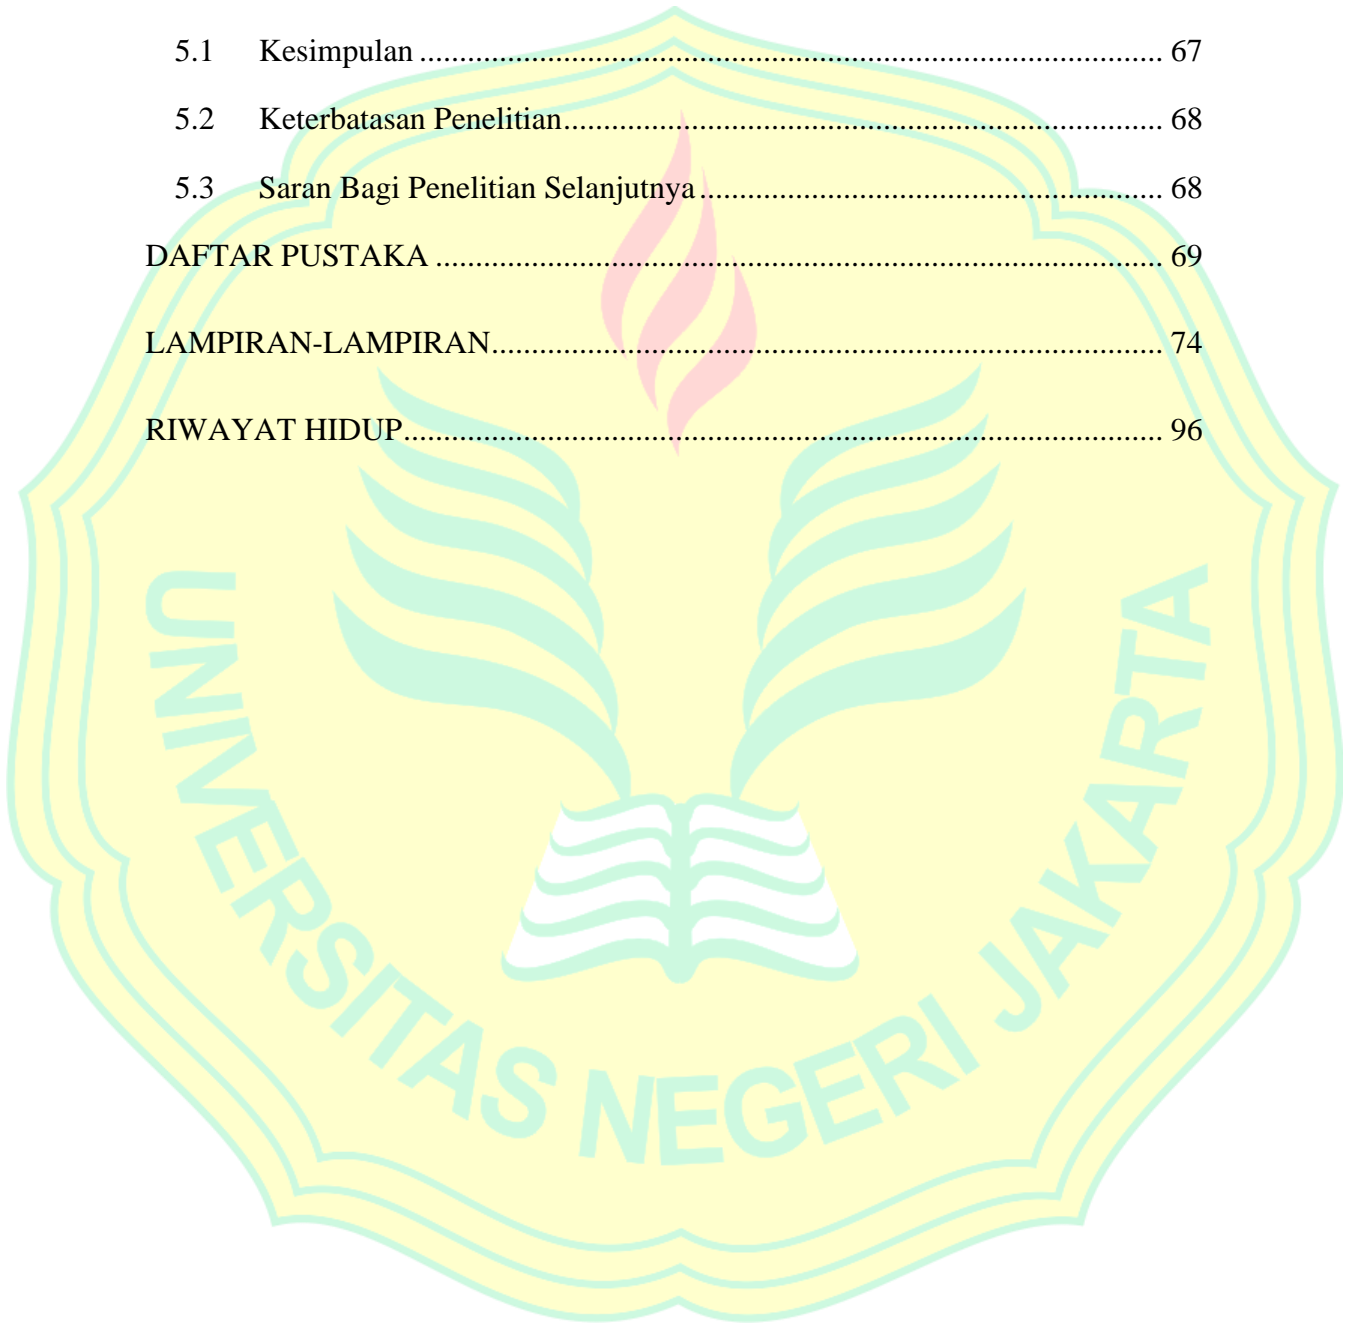 5.1 Kesimpulan ........................................................................................... 67
5.2 Keterbatasan Penelitian......................................................................... 68
5.3 Saran Bagi Penelitian Selanjutnya ........................................................ 68
DAFTAR PUSTAKA ......................................................................................... 69
LAMPIRAN-LAMPIRAN.................................................................................. 74
RIWAYAT HIDUP............................................................................................. 96
UNIVERSITAS NEGERI JAKARTA